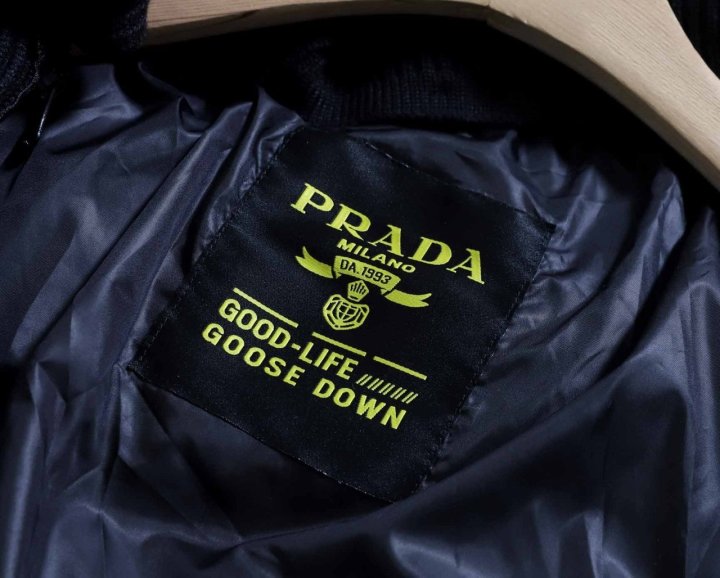 PRADA
MILANO
DA.1993
GOOD-LIFE//////
GOOSE DOWN